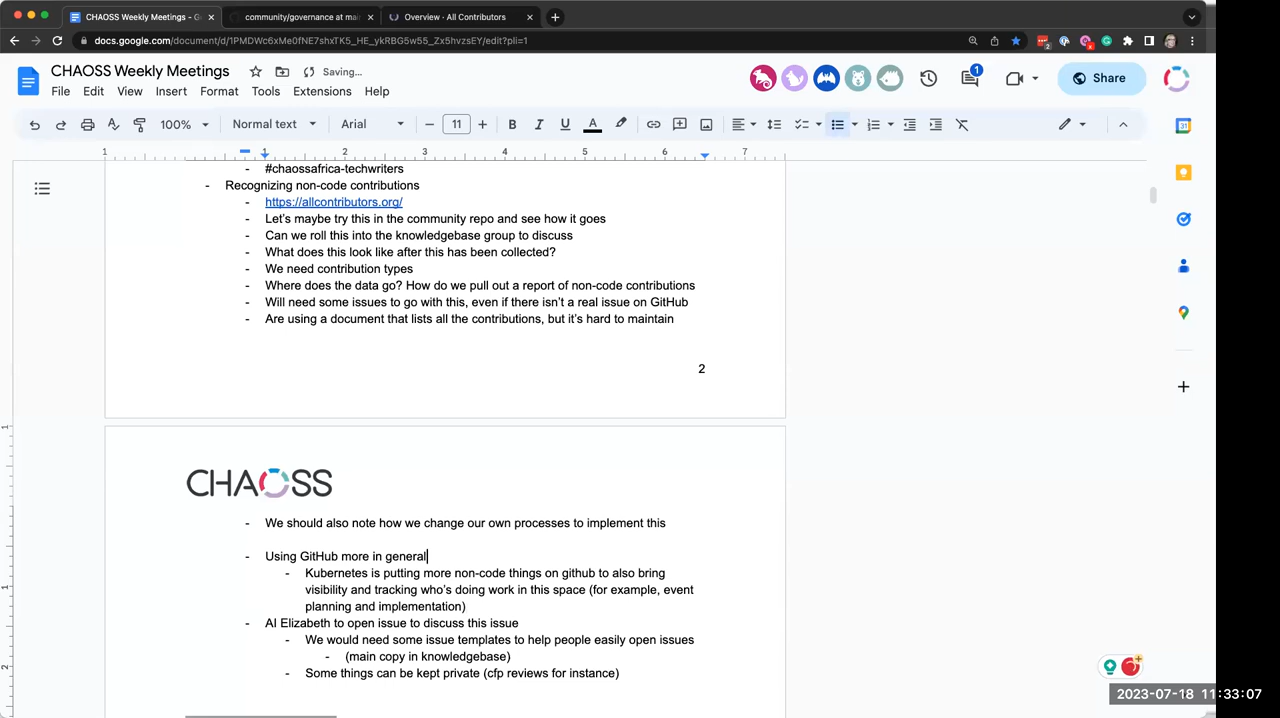 CHAOSS Weekly Meetings - G
community/governance at mai
Overview · All Contributors
docs.google.com/document/d/1PMDWc6xMe0fNE7shxTK5_HE_ykRBG5w55_Zx5hvzsEY/edit?pli=1
CHAOSS Weekly Meetings
Saving...
File Edit View Insert Format Tools Extensions Help
1
Share
100% Normal text Arial 11
1 1 2 3 4 5 6 7
- #chaossafrica-techwriters
- Recognizing non-code contributions
- https://allcontributors.org/
- Let's maybe try this in the community repo and see how it goes
- Can we roll this into the knowledgebase group to discuss
- What does this look like after this has been collected?
- We need contribution types
- Where does the data go? How do we pull out a report of non-code contributions
- Will need some issues to go with this, even if there isn't a real issue on GitHub
- Are using a document that lists all the contributions, but it's hard to maintain
2
CHAOSS
- We should also note how we change our own processes to implement this
- Using GitHub more in general
- Kubernetes is putting more non-code things on github to also bring
visibility and tracking who's doing work in this space (for example, event
planning and implementation)
- AI Elizabeth to open issue to discuss this issue
- We would need some issue templates to help people easily open issues
- (main copy in knowledgebase)
- Some things can be kept private (cfp reviews for instance)
2023-07-18 11:33:07